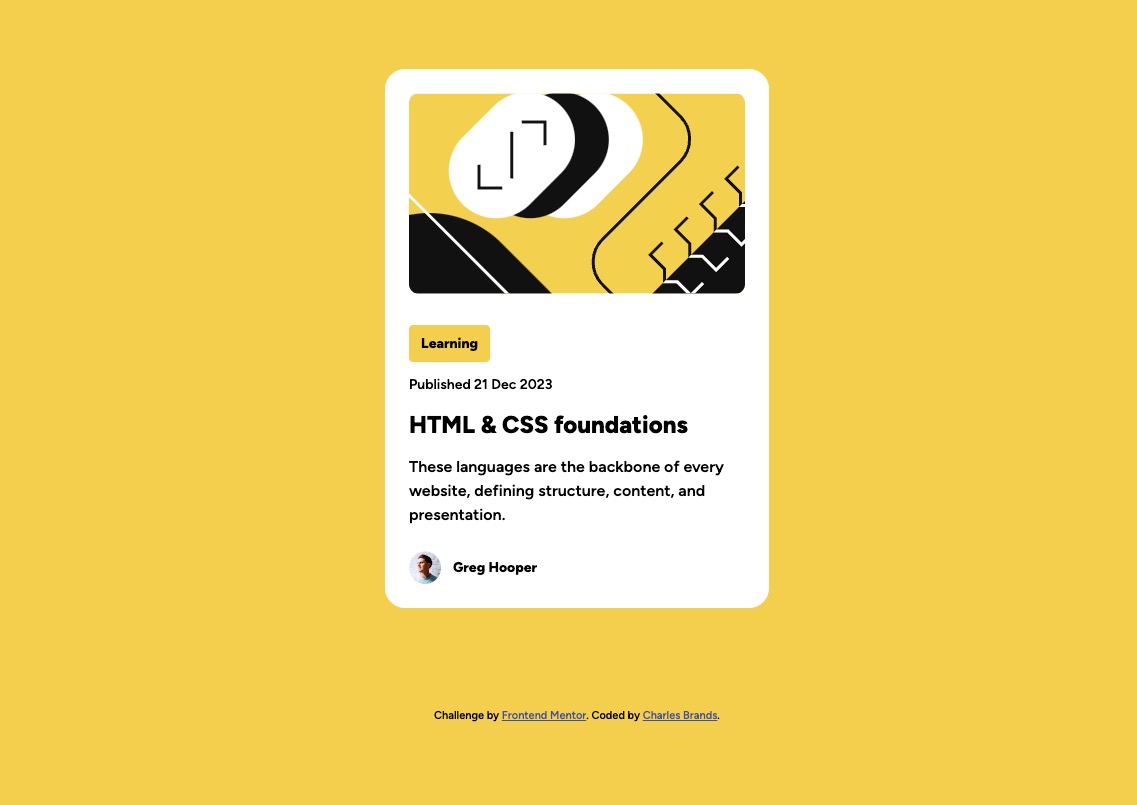 Learning
Published 21 Dec 2023
HTML & CSS foundations
These languages are the backbone of every
website, defining structure, content, and
presentation.
Greg Hooper
Challenge by Frontend Mentor. Coded by Charles Brands.